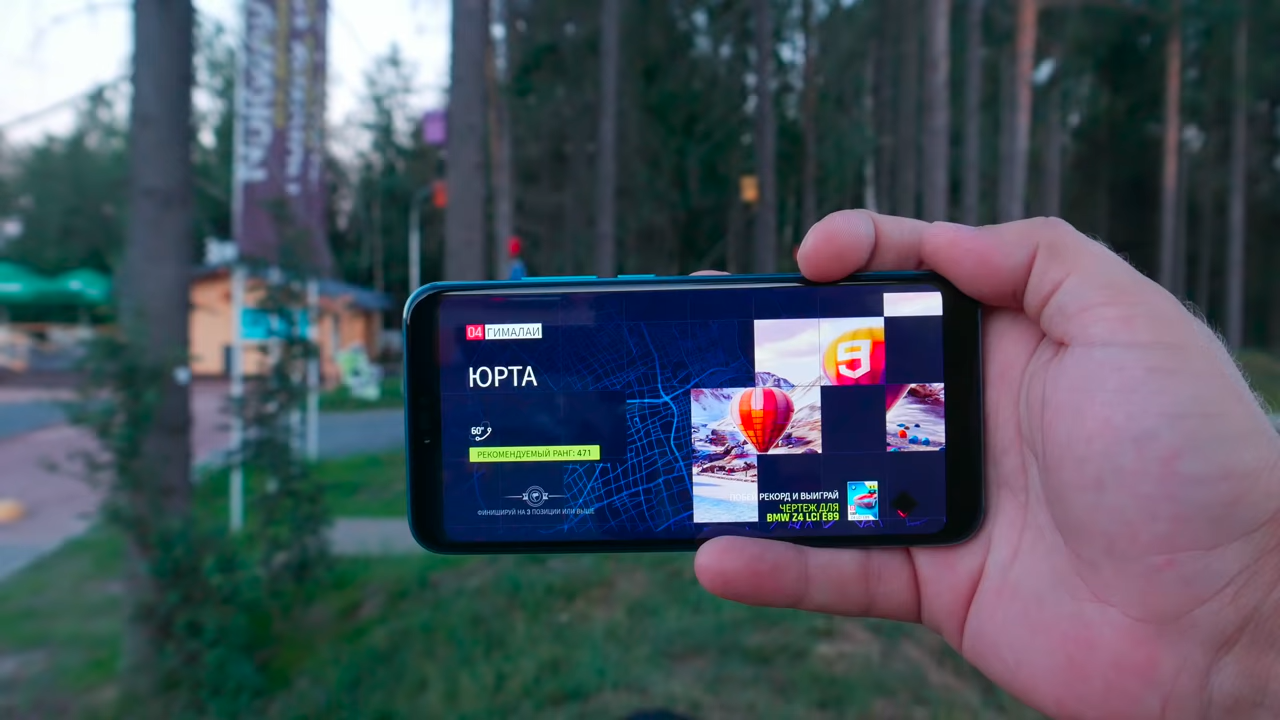 04 ГИМАЛАИ
ЮРТА
60°
РЕКОМЕНДУЕМЫЙ РАНГ: 471
ФИНИШИРУЙ НА 3 ПОЗИЦИИ ИЛИ ВЫШЕ
9
РЕКОРД И ВЫИГРАЙ
ЧЕРТЕЖ ДЛЯ
BMW Z4 LCI E89